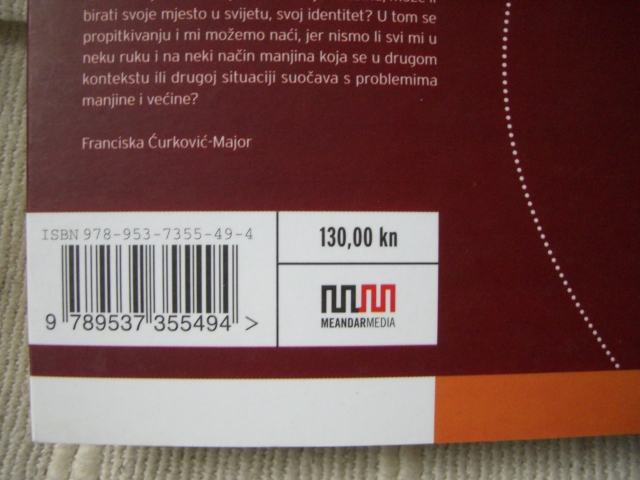 birati svoje mjesto u svijetu, svoj identitet? U tom se
propitkivanju i mi možemo naći, jer nismo li svi mi u
neku ruku i na neki način manjina koja se u drugom
kontekstu ili drugoj situaciji suočava s problemima
manjine i većine?
Franciska Ćurković-Major
ISBN 978-953-7355-49-4
9 789537 355494 >
130,00 kn
MEANDARMEDIA